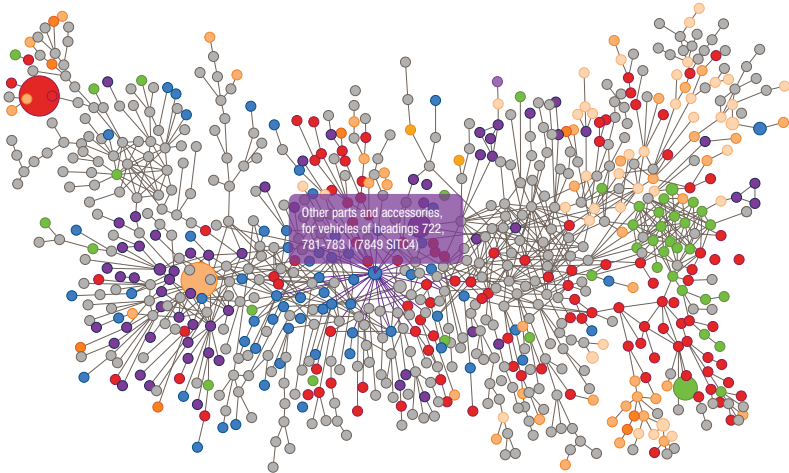 Other parts and accessories,
for vehicles of headings 722,
781-783 | (7849 SITC4)